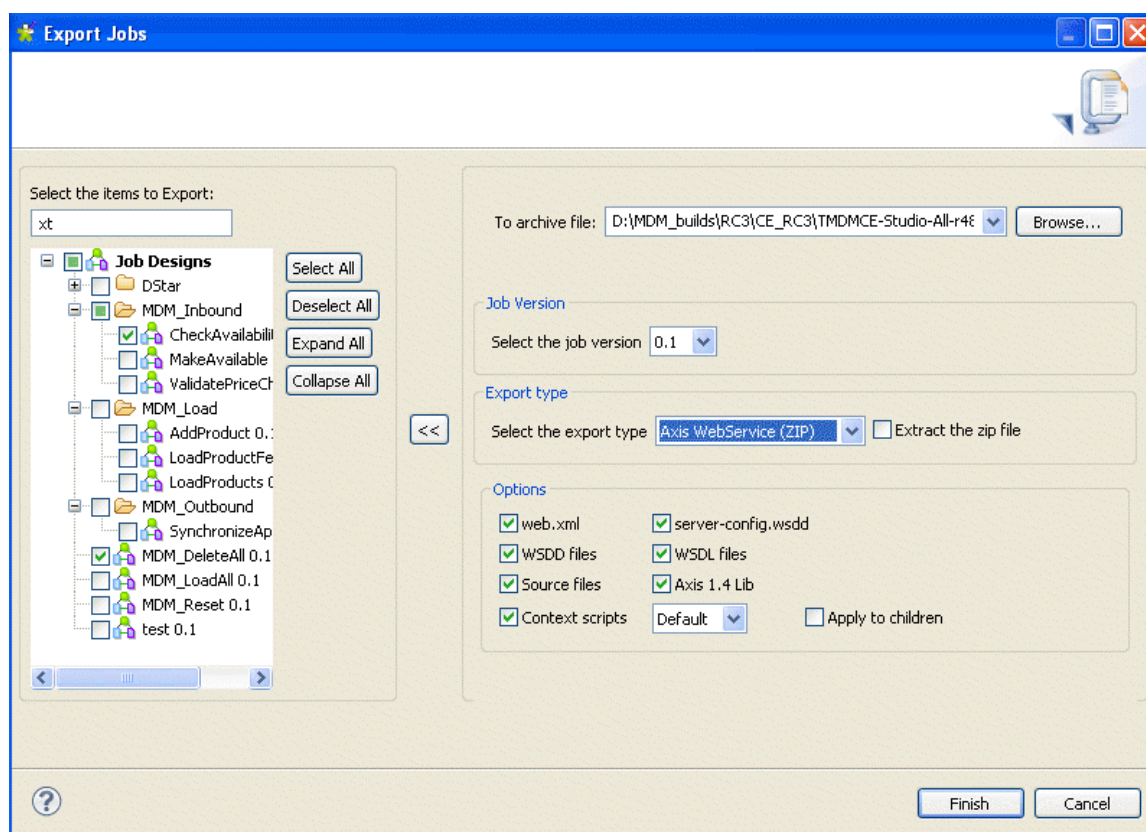 Export Jobs
Select the items to Export:
xt
Job Designs
DStar
MDM_Inbound
CheckAvailabili
MakeAvailable
ValidatePriceCh
MDM_Load
AddProduct 0.
LoadProductFe
LoadProducts
MDM_Outbound
SynchronizeAp
MDM_DeleteAll 0.1
MDM_LoadAll 0.1
MDM_Reset 0.1
test 0.1
Select All
Deselect All
Expand All
Collapse All
<<
To archive file: D:\MDM_builds\RC3\CE_RC3\TMDMCE-Studio-All-r48 Browse...
Job Version
Select the job version 0.1
Export type
Select the export type Axis WebService (ZIP) Extract the zip file
Options
web.xml server-config.wsdd
WSDD files WSDL files
Source files Axis 1.4 Lib
Context scripts Default Apply to children
? Finish Cancel